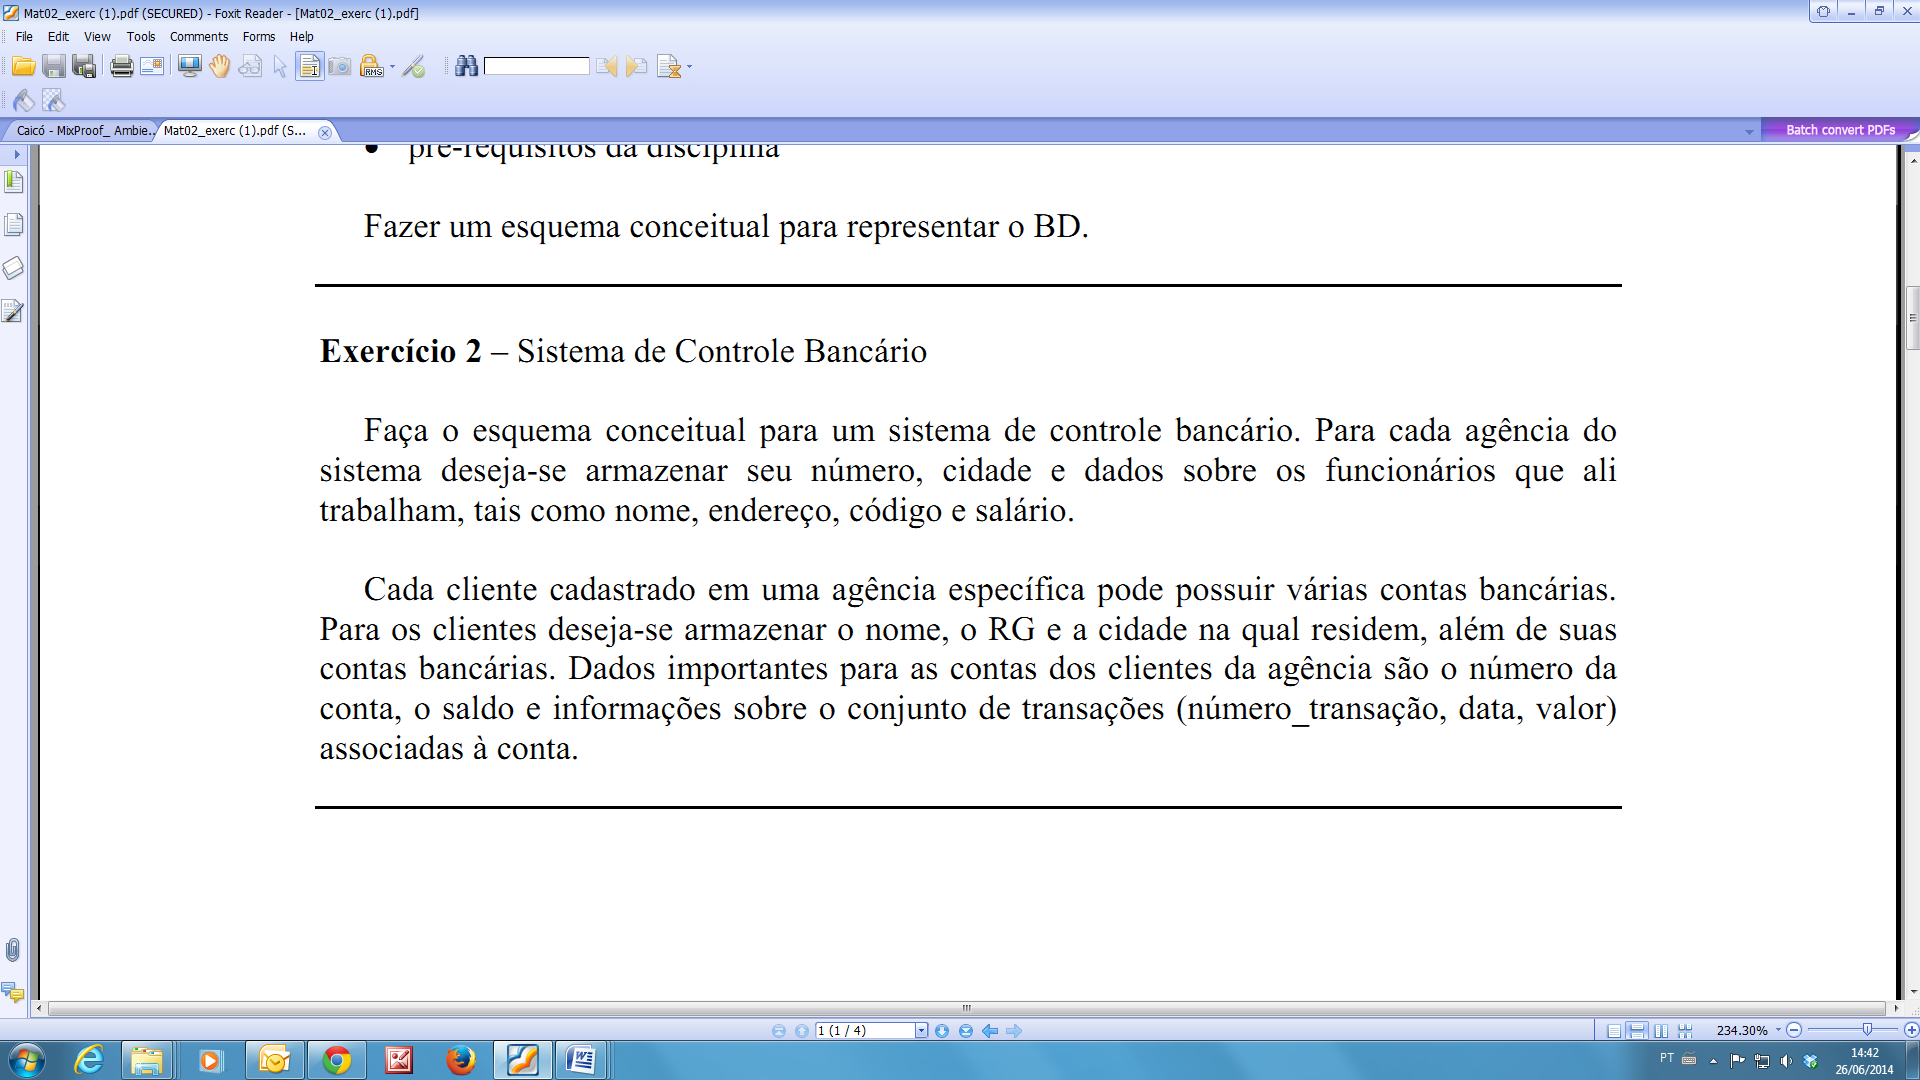 Mat02_exerc (1).pdf (SECURED) - Foxit Reader - [Mat02_exerc (1).pdf]
File Edit View Tools Comments Forms Help
RMS
Caicó - MixProof_ Ambie... Mat02_exerc (1).pdf (S... Batch convert PDFs
• pré-requisitos da disciplina
Fazer um esquema conceitual para representar o BD.
Exercício 2 – Sistema de Controle Bancário
Faça o esquema conceitual para um sistema de controle bancário. Para cada agência do
sistema deseja-se armazenar seu número, cidade e dados sobre os funcionários que ali
trabalham, tais como nome, endereço, código e salário.
Cada cliente cadastrado em uma agência específica pode possuir várias contas bancárias.
Para os clientes deseja-se armazenar o nome, o RG e a cidade na qual residem, além de suas
contas bancárias. Dados importantes para as contas dos clientes da agência são o número da
conta, o saldo e informações sobre o conjunto de transações (número_transação, data, valor)
associadas à conta.
1 (1 / 4) 234.30%
PT 14:42
26/06/2014